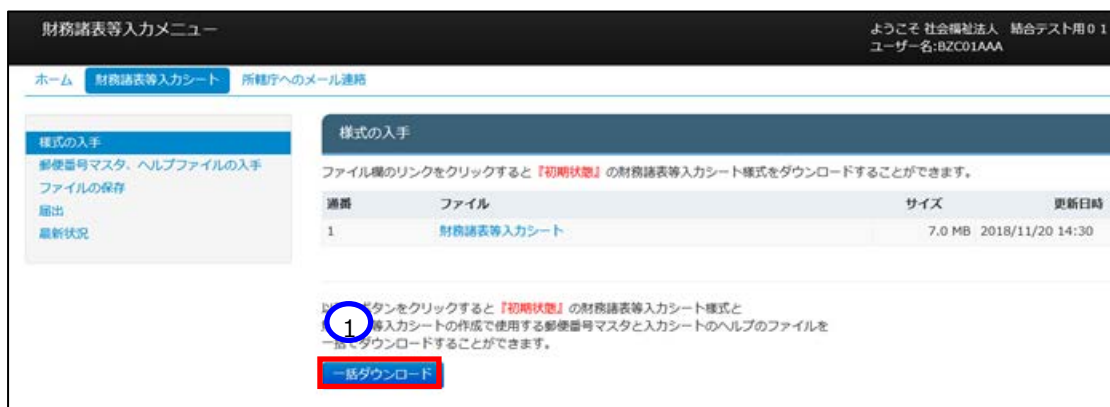 財務諸表等入力メニュー
ようこそ 社会福祉法人 結合テスト用01
ユーザー名:BZC01AAA
ホーム 財務諸表等入力シート 所轄庁へのメール連絡
様式の入手
郵便番号マスタ、ヘルプファイルの入手
ファイルの保存
届出
最新状況
様式の入手
ファイル欄のリンクをクリックすると『初期状態』の財務諸表等入力シート様式をダウンロードすることができます。
通番 ファイル サイズ 更新日時
1 財務諸表等入力シート 7.0 MB 2018/11/20 14:30
タンをクリックすると『初期状態』の財務諸表等入力シート様式と
1
等入力シートの作成で使用する郵便番号マスタと入力シートのヘルプのファイルを
一括でダウンロードすることができます。
一括ダウンロード